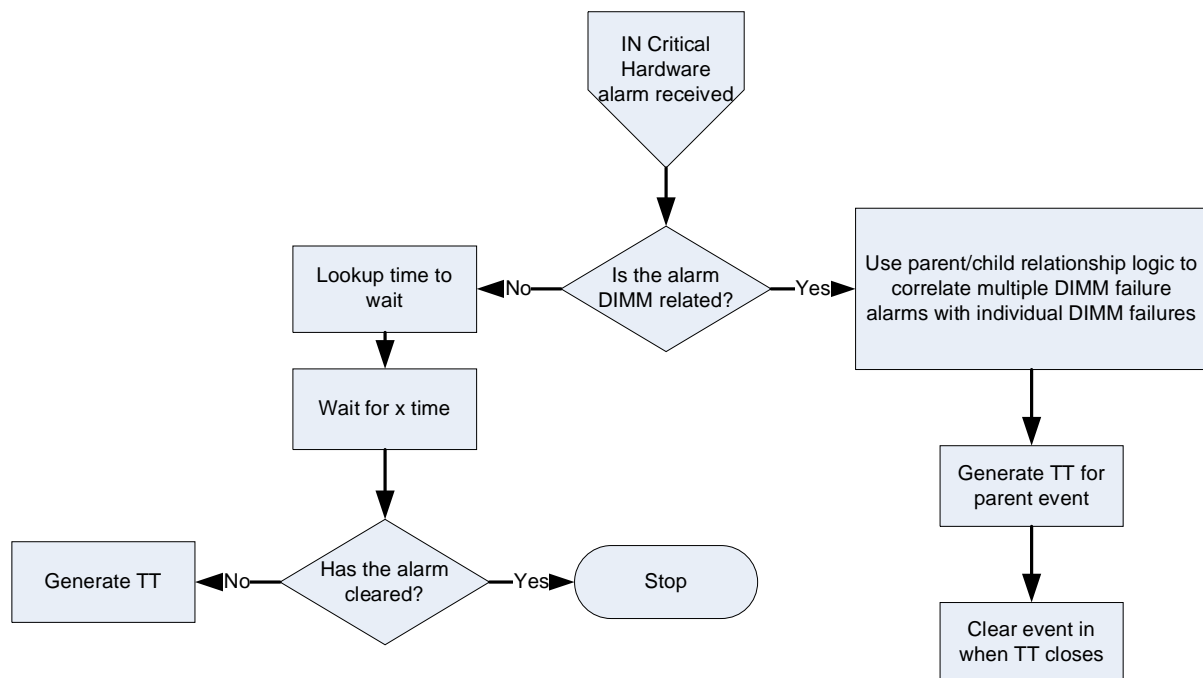 IN Critical
Hardware
alarm received
Is the alarm
DIMM related?
No
Yes
Lookup time to
wait
Wait for x time
Has the alarm
cleared?
No
Yes
Generate TT
Stop
Use parent/child relationship logic to
correlate multiple DIMM failure
alarms with individual DIMM failures
Generate TT for
parent event
Clear event in
when TT closes